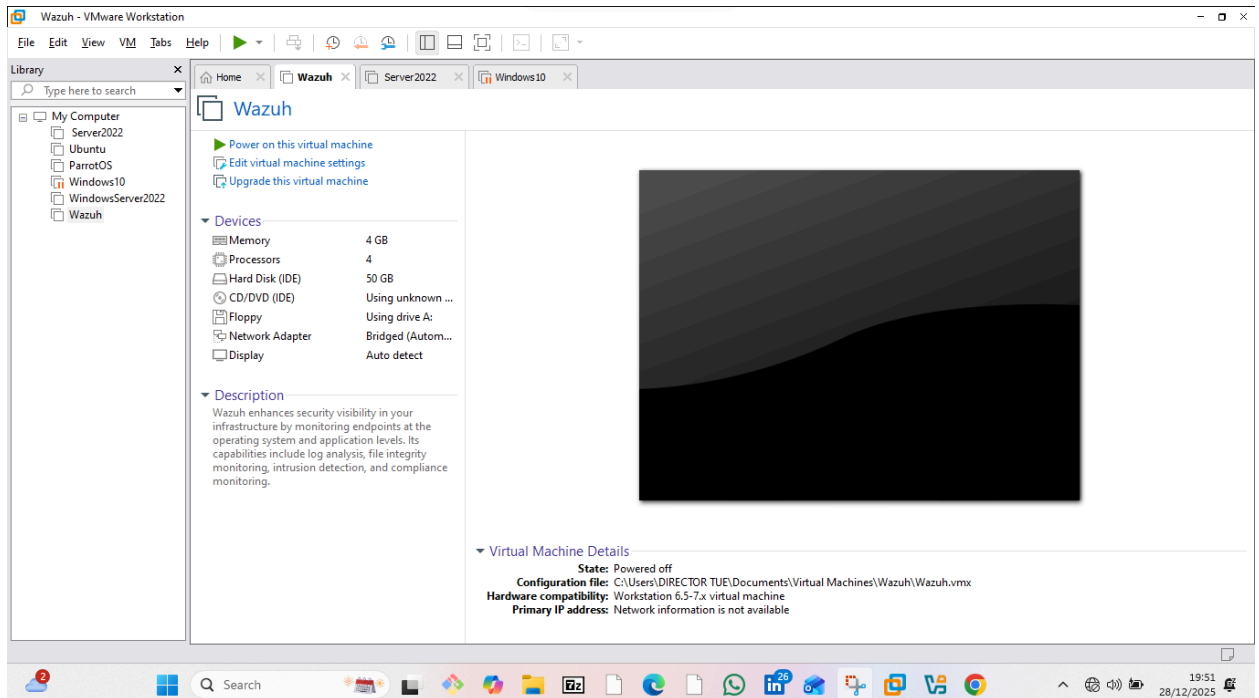 Wazuh - VMware Workstation
File Edit View VM Tabs Help
Library
Type here to search
My Computer
Server2022
Ubuntu
ParrotOS
Windows10
WindowsServer2022
Wazuh
Home Wazuh Server2022 Windows10
Wazuh
Power on this virtual machine
Edit virtual machine settings
Upgrade this virtual machine
Devices
Memory 4 GB
Processors 4
Hard Disk (IDE) 50 GB
CD/DVD (IDE) Using unknown ...
Floppy Using drive A:
Network Adapter Bridged (Autom...
Display Auto detect
Description
Wazuh enhances security visibility in your
infrastructure by monitoring endpoints at the
operating system and application levels. Its
capabilities include log analysis, file integrity
monitoring, intrusion detection, and compliance
monitoring.
Virtual Machine Details
State: Powered off
Configuration file: C:\Users\DIRECTOR TUE\Documents\Virtual Machines\Wazuh\Wazuh.vmx
Hardware compatibility: Workstation 6.5-7.x virtual machine
Primary IP address: Network information is not available
2
Search
7z
in 26
19:51
28/12/2025